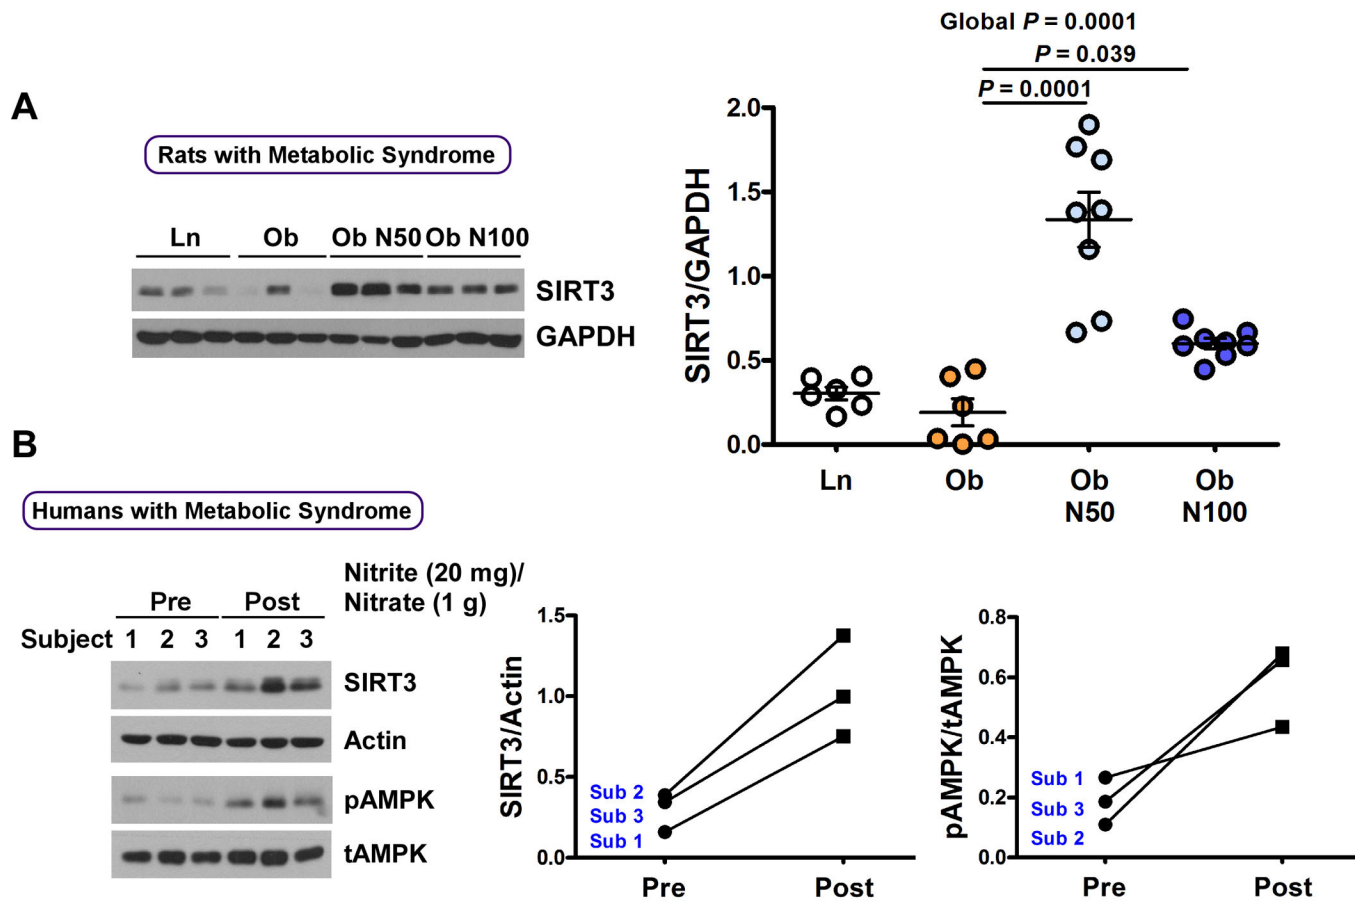 A
Rats with Metabolic Syndrome
Ln Ob Ob N50 Ob N100
SIRT3
GAPDH
Global P = 0.0001
P = 0.039
P = 0.0001
SIRT3/GAPDH
2.0
1.5
1.0
0.5
0.0
Ln Ob Ob Ob
N50 N100
B
Humans with Metabolic Syndrome
Nitrite (20 mg)/
Nitrate (1 g)
Pre Post
Subject 1 2 3 1 2 3
SIRT3
Actin
pAMPK
tAMPK
SIRT3/Actin
1.5
1.0
0.5
0.0
Sub 2
Sub 3
Sub 1
Pre Post
pAMPK/tAMPK
0.8
0.6
0.4
0.2
0.0
Sub 1
Sub 3
Sub 2
Pre Post